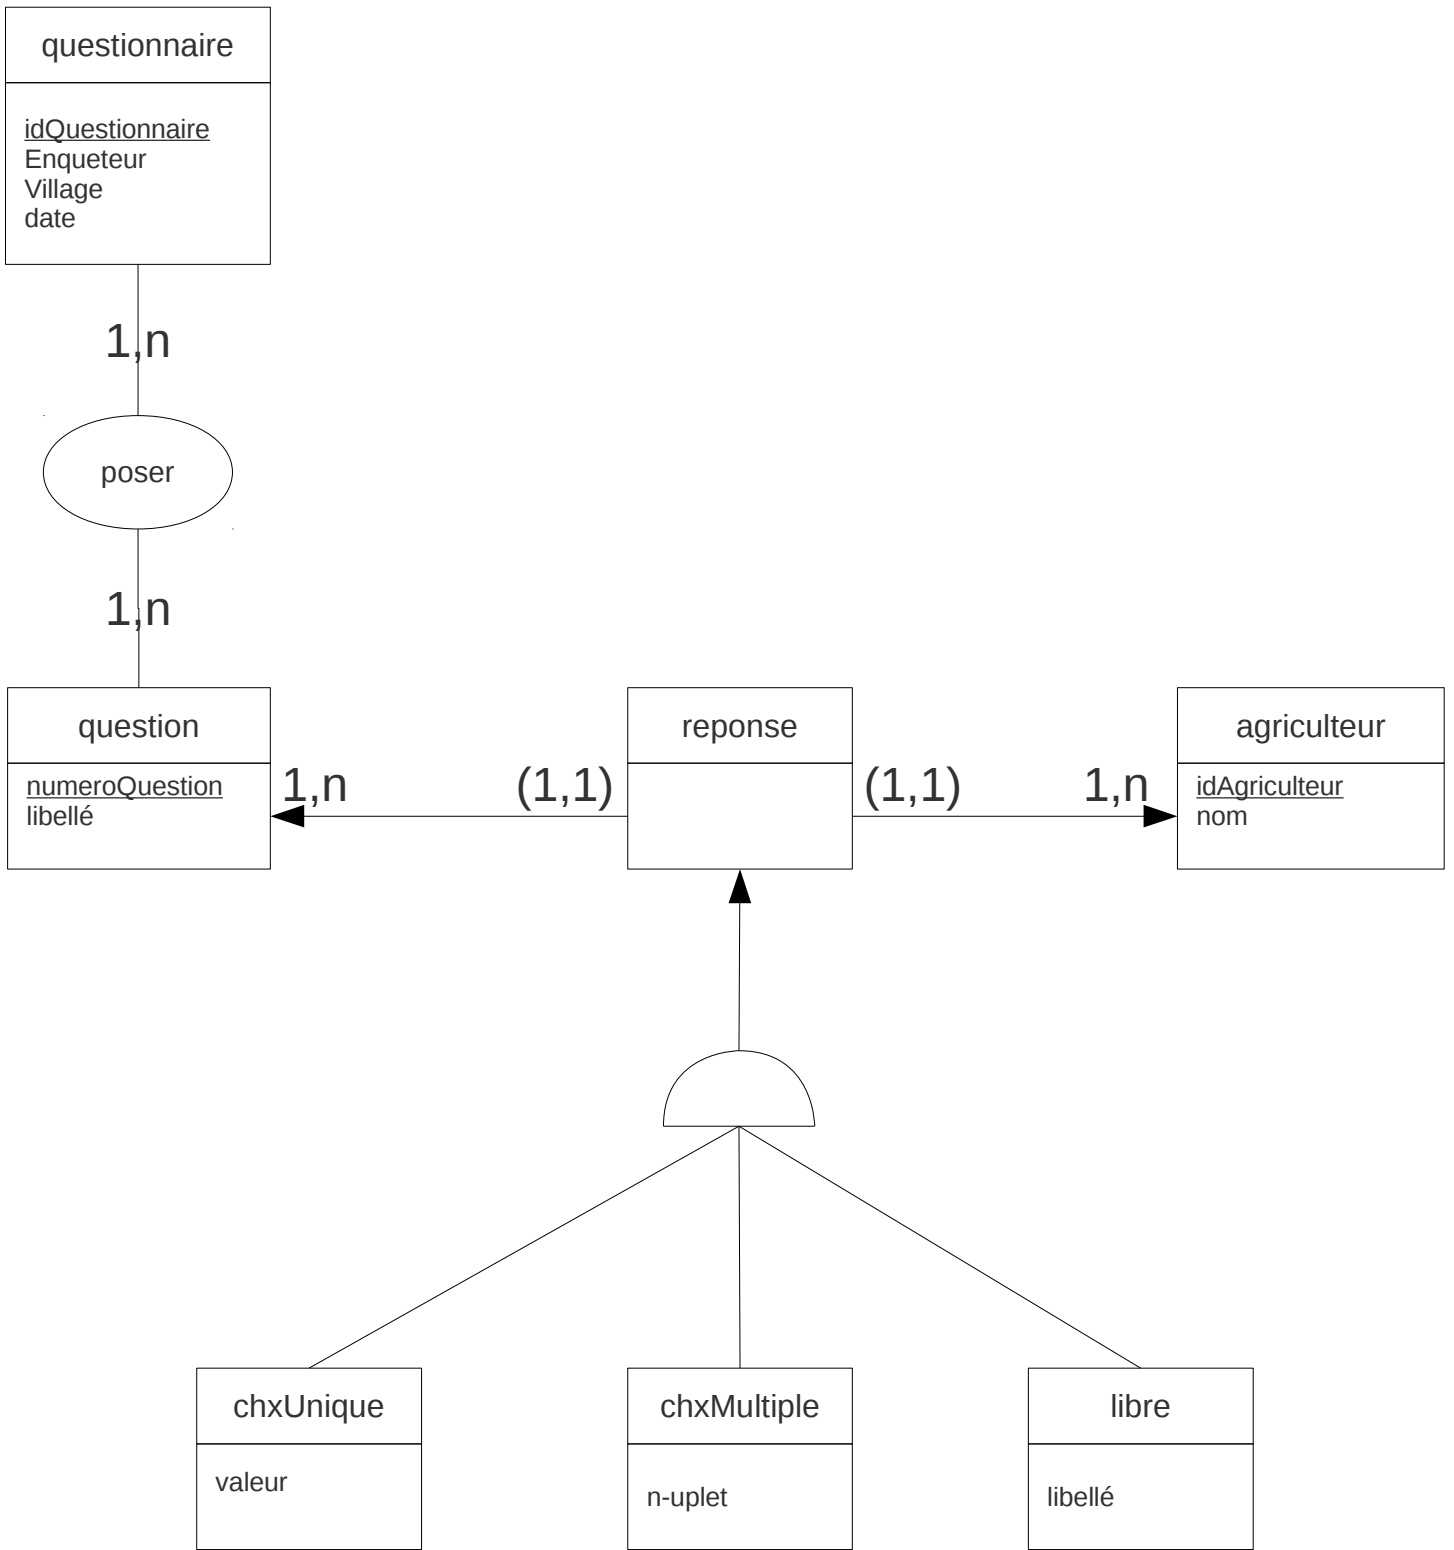 questionnaire
idQuestionnaire
Enqueteur
Village
date
1,n
poser
1,n
question
numeroQuestion
libellé
1,n
(1,1)
reponse
(1,1)
1,n
agriculteur
idAgriculteur
nom
chxUnique
valeur
chxMultiple
n-uplet
libre
libellé